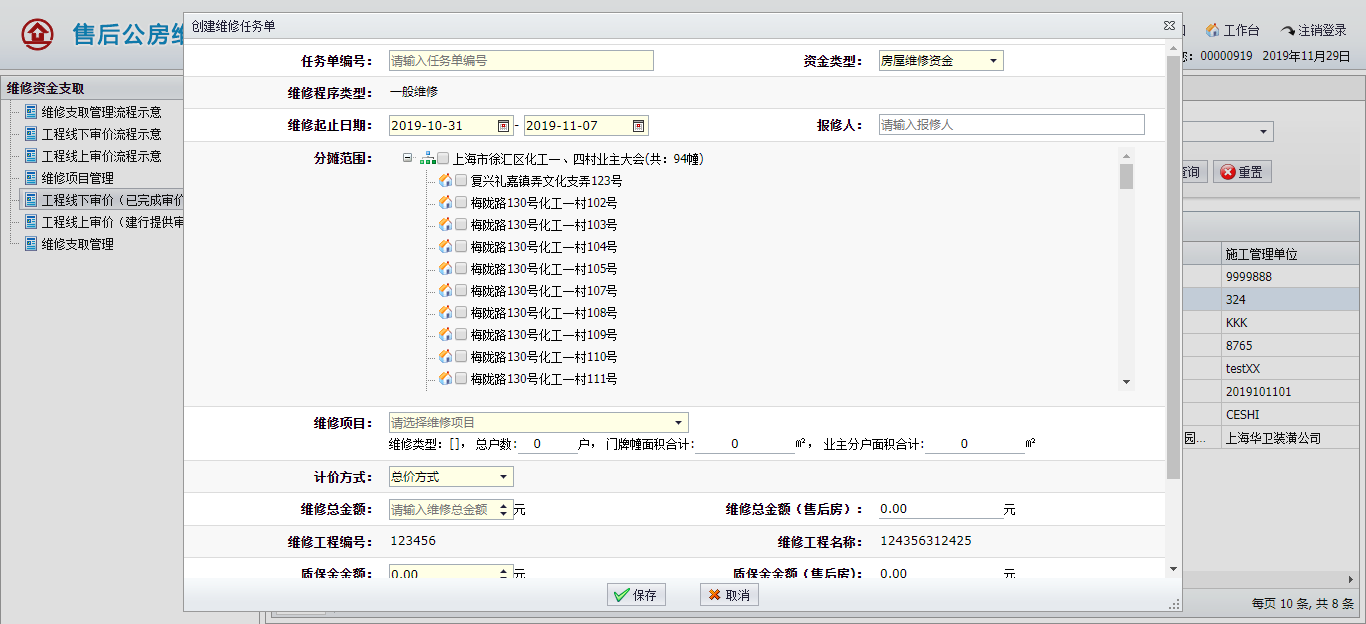 售后公房维
工作台 注销登录
您: 00000919 2019年11月29日
维修资金支取
维修支取管理流程示意
工程线下审价流程示意
工程线上审价流程示意
维修项目管理
工程线下审价（已完成审价
工程线上审价（建行提供审
维修支取管理
创建维修任务单
任务单编号: 请输入任务单编号 资金类型: 房屋维修资金
维修程序类型: 一般维修
维修起止日期: 2019-10-31 - 2019-11-07 报修人: 请输入报修人
分摊范围: 上海市徐汇区化工一、四村业主大会(共: 94幢)
复兴礼嘉镇弄文化支弄123号
梅陇路130号化工一村102号
梅陇路130号化工一村103号
梅陇路130号化工一村104号
梅陇路130号化工一村105号
梅陇路130号化工一村107号
梅陇路130号化工一村108号
梅陇路130号化工一村109号
梅陇路130号化工一村110号
梅陇路130号化工一村111号
维修项目: 请选择维修项目
维修类型: [], 总户数: 0 户, 门牌幢面积合计: 0 ㎡, 业主分户面积合计: 0 ㎡
计价方式: 总价方式
维修总金额: 请输入维修总金额 元 维修总金额（售后房）: 0.00 元
维修工程编号: 123456 维修工程名称: 124356312425
质保金金额: 0.00 元 质保金金额（售后房）: 0.00 元
保存 取消
查询 重置
施工管理单位
9999888
324
KKK
8765
testXX
2019101101
CESHI
园... 上海华卫装潢公司
每页 10 条, 共 8 条